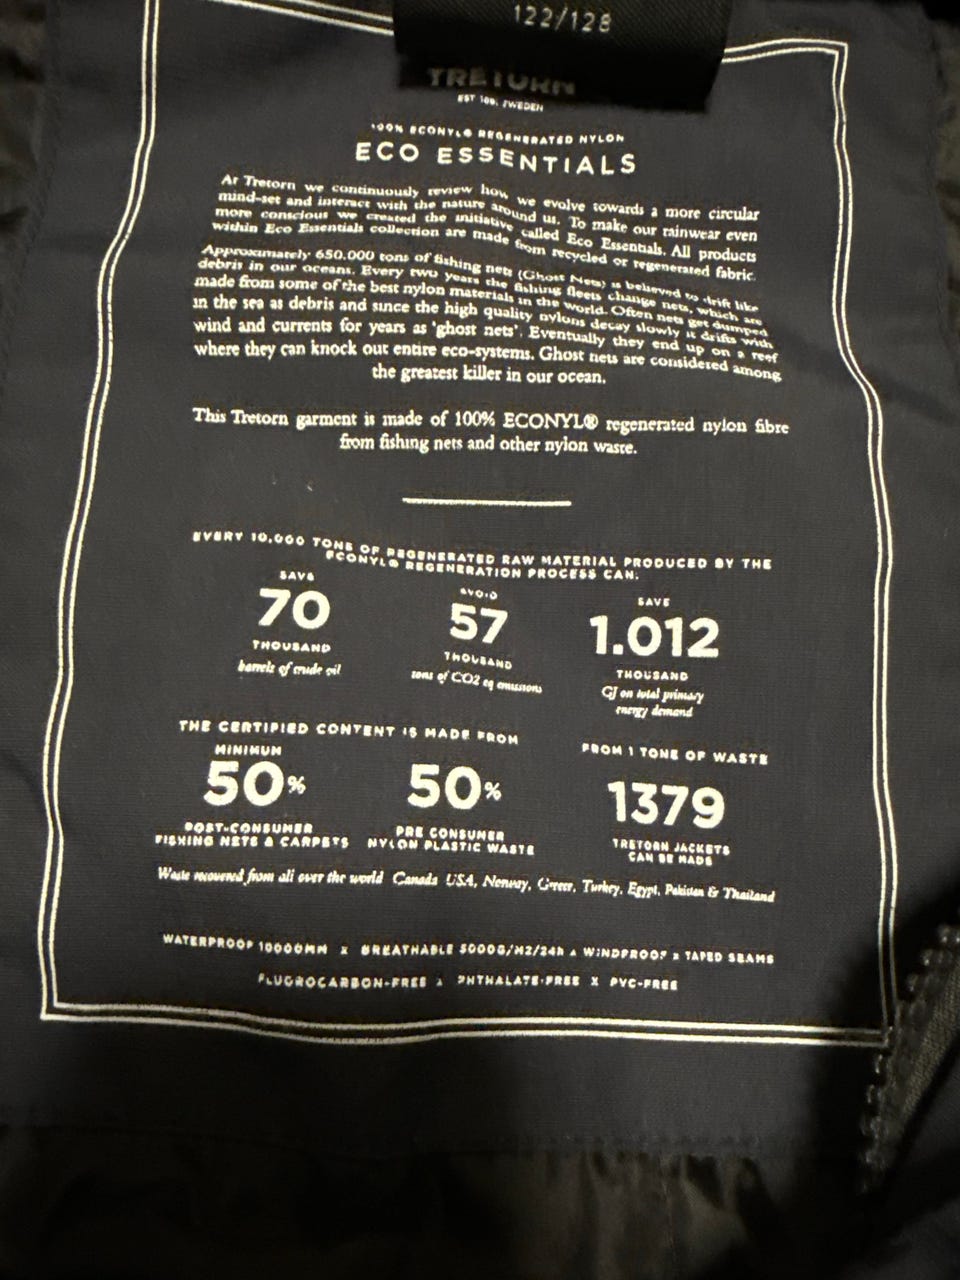 122/128
TRETORN
SWEDEN
100% ECONYL® REGENERATED NYLON
ECO ESSENTIALS
At Tretorn we continuously review how we evolve towards a more circular
mind-set and interact with the nature around us. To make our rainwear even
more conscious we created the initiative called Eco Essentials. All products
within Eco Essentials collection are made from recycled or regenerated fabric.
Approximately 650.000 tons of fishing nets (Ghost Nets) is believed to drift like
debris in our oceans. Every two years the fishing fleets change nets, which are
made from some of the best nylon materials in the world. Often nets get dumped
in the sea as debris and since the high quality nylons decay slowly it drifts with
wind and currents for years as 'ghost nets'. Eventually they end up on a reef
where they can knock out entire eco-systems. Ghost nets are considered among
the greatest killer in our ocean.
This Tretorn garment is made of 100% ECONYL® regenerated nylon fibre
from fishing nets and other nylon waste.
EVERY 10,000 TONS OF REGENERATED RAW MATERIAL PRODUCED BY THE
ECONYL® REGENERATION PROCESS CAN:
SAVE
70
THOUSAND
barrels of crude oil
AVOID
57
THOUSAND
tons of CO2 eq emissions
SAVE
1.012
THOUSAND
GJ on total primary
energy demand
THE CERTIFIED CONTENT IS MADE FROM
MINIMUM
50%
POST-CONSUMER
FISHING NETS & CARPETS
50%
PRE CONSUMER
NYLON PLASTIC WASTE
FROM 1 TONE OF WASTE
1379
TRETORN JACKETS
CAN BE MADE
Waste recovered from all over the world Canada USA, Norway, Greece, Turkey, Egypt, Pakistan & Thailand
WATERPROOF 10000MM x BREATHABLE 5000G/M2/24h x WINDPROOF x TAPED SEAMS
FLUOROCARBON-FREE x PHTHALATE-FREE X PVC-FREE